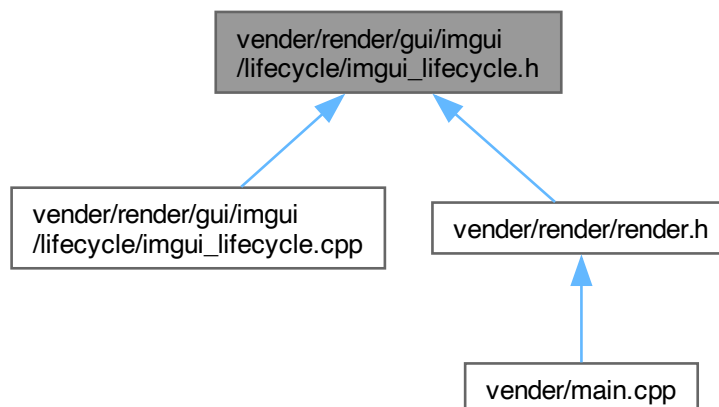 vender/render/gui/imgui
/lifecycle/imgui_lifecycle.h
vender/render/gui/imgui
/lifecycle/imgui_lifecycle.cpp
vender/render/render.h
vender/main.cpp